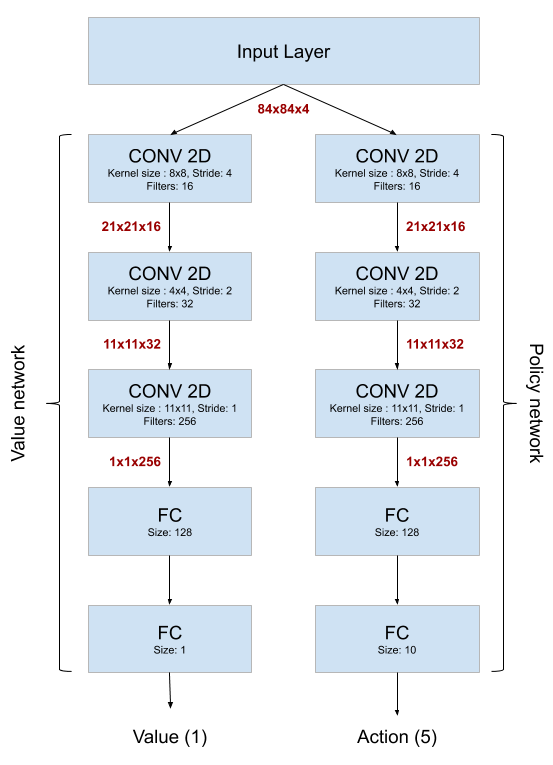 Input Layer
84x84x4
CONV 2D
Kernel size : 8x8, Stride: 4
Filters: 16
21x21x16
CONV 2D
Kernel size : 4x4, Stride: 2
Filters: 32
11x11x32
CONV 2D
Kernel size : 11x11, Stride: 1
Filters: 256
1x1x256
FC
Size: 128
FC
Size: 1
Value (1)
Value network
CONV 2D
Kernel size : 8x8, Stride: 4
Filters: 16
21x21x16
CONV 2D
Kernel size : 4x4, Stride: 2
Filters: 32
11x11x32
CONV 2D
Kernel size : 11x11, Stride: 1
Filters: 256
1x1x256
FC
Size: 128
FC
Size: 10
Action (5)
Policy network